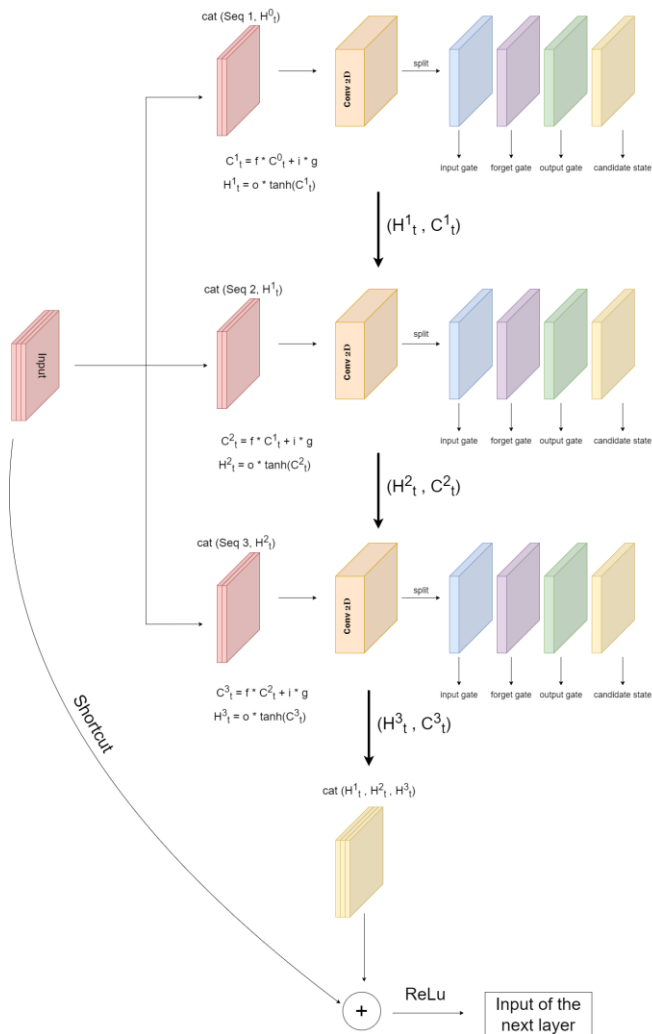 cat (Seq 1, H⁰ₜ)
Conv 2D
split
C¹ₜ = f * C⁰ₜ + i * g
H¹ₜ = o * tanh(C¹ₜ)
input gate
forget gate
output gate
candidate state
(H¹ₜ , C¹ₜ)
cat (Seq 2, H¹ₜ)
Input
Conv 2D
split
C²ₜ = f * C¹ₜ + i * g
H²ₜ = o * tanh(C²ₜ)
input gate
forget gate
output gate
candidate state
(H²ₜ , C²ₜ)
cat (Seq 3, H²ₜ)
Conv 2D
split
C³ₜ = f * C²ₜ + i * g
H³ₜ = o * tanh(C³ₜ)
input gate
forget gate
output gate
candidate state
(H³ₜ , C³ₜ)
Shortcut
cat (H¹ₜ , H²ₜ , H³ₜ)
+
ReLu
Input of the
next layer